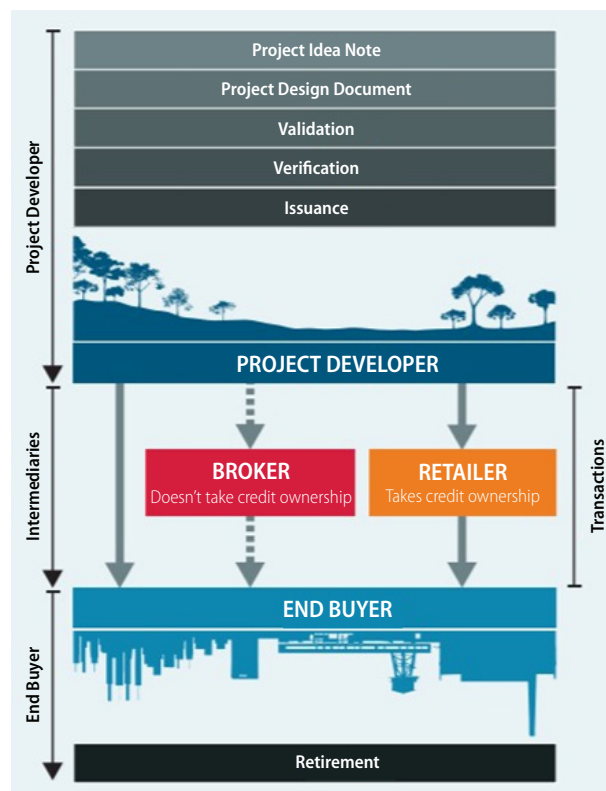 Project Idea Note
Project Design Document
Validation
Verification
Issuance
Project Developer
PROJECT DEVELOPER
Intermediaries
BROKER
Doesn't take credit ownership
RETAILER
Takes credit ownership
Transactions
END BUYER
End Buyer
Retirement